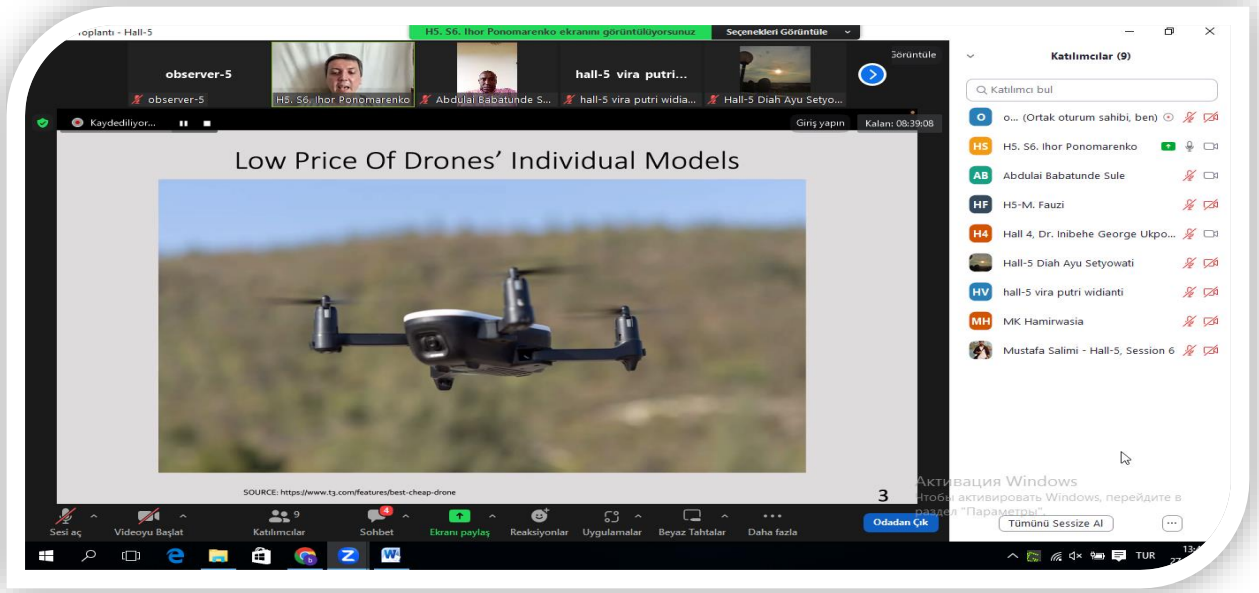 oplantı - Hall-5
H5. S6. Ihor Ponomarenko ekranını görüntülüyorsunuz
Seçenekleri Görüntüle
observer-5
hall-5 vira putri...
Görüntüle
observer-5
H5. S6. Ihor Ponomarenko
Abdulai Babatunde S...
hall-5 vira putri widia...
Hall-5 Diah Ayu Setyo...
Kaydediliyor...
Giriş yapın
Kalan: 08:39:08
Low Price Of Drones’ Individual Models
SOURCE: https://www.t3.com/features/best-cheap-drone
3
Katılımcılar (9)
Katılımcı bul
O
o... (Ortak oturum sahibi, ben)
HS
H5. S6. Ihor Ponomarenko
AB
Abdulai Babatunde Sule
HF
H5-M. Fauzi
H4
Hall 4, Dr. Inibehe George Ukpo...
Hall-5 Diah Ayu Setyowati
HV
hall-5 vira putri widianti
MH
MK Hamirwasia
Mustafa Salimi - Hall-5, Session 6
Активация Windows
Чтобы активировать Windows, перейдите в
раздел "Параметры".
Tümünü Sessize Al
Sesi aç
Videoyu Başlat
9
Katılımcılar
4
Sohbet
Ekranı paylaş
Reaksiyonlar
Uygulamalar
Beyaz Tahtalar
Daha fazla
Odadan Çık
TUR